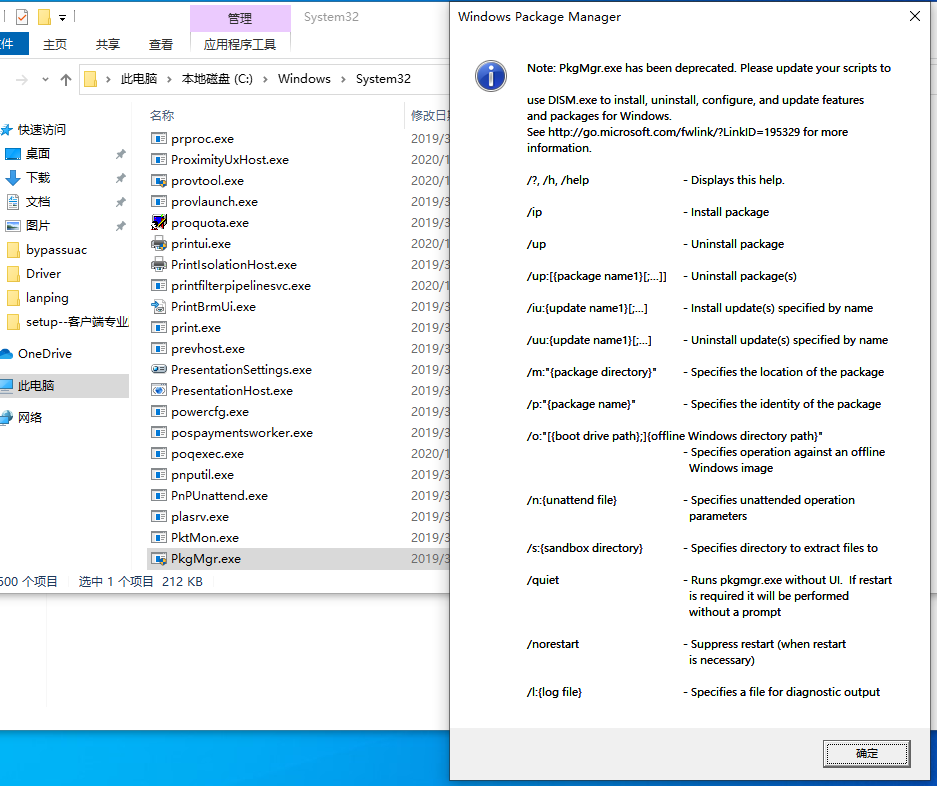 管理
System32
件
主页
共享
查看
应用程序工具
此电脑
本地磁盘 (C:)
Windows
System32
快速访问
桌面
下载
文档
图片
bypassuac
Driver
lanping
setup--客户端专业
OneDrive
此电脑
网络
名称
修改日期
prproc.exe 2019/3
ProximityUxHost.exe 2020/1
provtool.exe 2020/1
provlaunch.exe 2019/3
proquota.exe 2019/3
printui.exe 2020/1
PrintIsolationHost.exe 2019/3
printfilterpipelinesvc.exe 2020/1
PrintBrmUi.exe 2019/3
print.exe 2019/3
prevhost.exe 2019/3
PresentationSettings.exe 2019/3
PresentationHost.exe 2019/3
powercfg.exe 2019/3
pospaymentsworker.exe 2019/3
poqexec.exe 2020/1
pnputil.exe 2019/3
PnPUnattend.exe 2019/3
plasrv.exe 2019/3
PktMon.exe 2019/3
PkgMgr.exe 2019/3
500 个项目
选中 1 个项目 212 KB
Windows Package Manager
Note: PkgMgr.exe has been deprecated. Please update your scripts to
use DISM.exe to install, uninstall, configure, and update features
and packages for Windows.
See http://go.microsoft.com/fwlink/?LinkID=195329 for more
information.
/?, /h, /help - Displays this help.
/ip - Install package
/up - Uninstall package
/up:[{package name1}[;...]] - Uninstall package(s)
/iu:{update name1}[;...] - Install update(s) specified by name
/uu:{update name1}[;...] - Uninstall update(s) specified by name
/m:"{package directory}" - Specifies the location of the package
/p:"{package name}" - Specifies the identity of the package
/o:"[{boot drive path};]{offline Windows directory path}"
- Specifies operation against an offline
Windows image
/n:{unattend file} - Specifies unattended operation
parameters
/s:{sandbox directory} - Specifies directory to extract files to
/quiet - Runs pkgmgr.exe without UI. If restart
is required it will be performed
without a prompt
/norestart - Suppress restart (when restart
is necessary)
/l:{log file} - Specifies a file for diagnostic output
确定